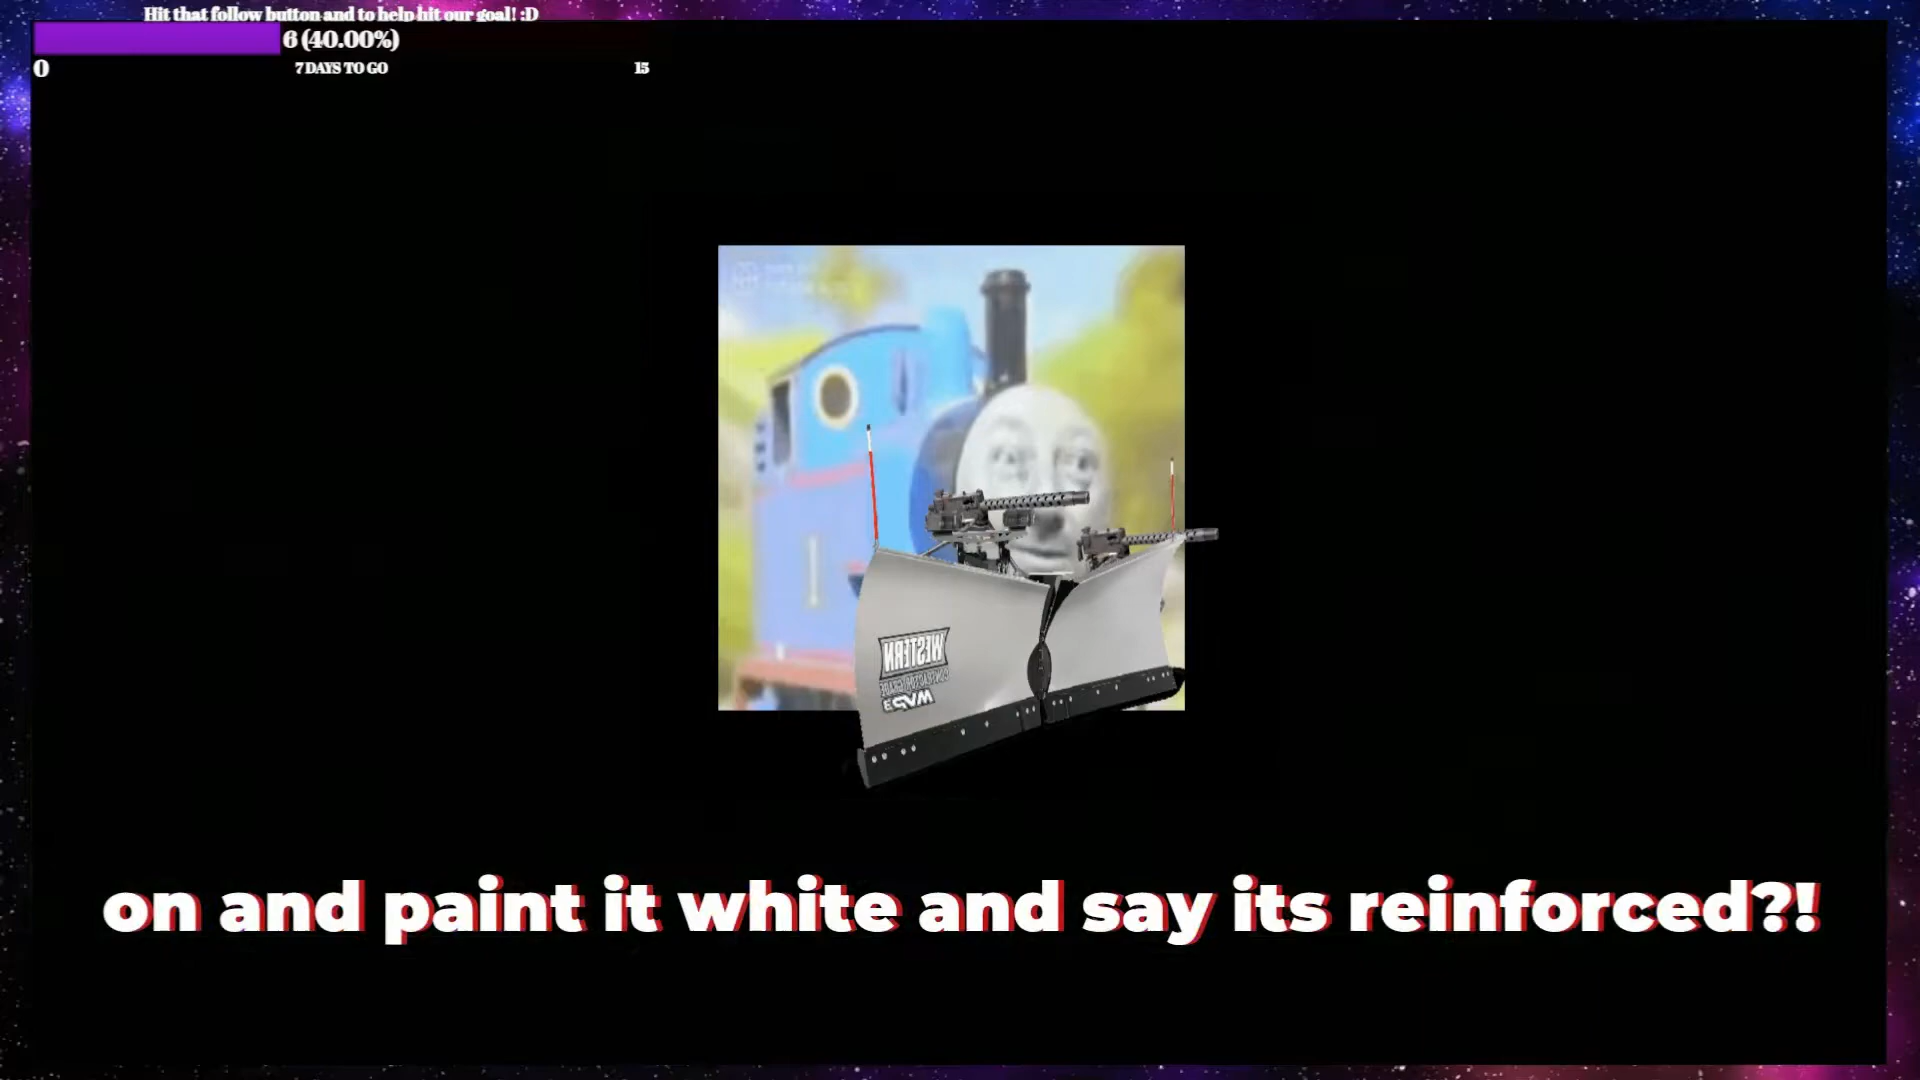 Hit that follow button and to help hit our goal! :D
6 (40.00%)
0 7 DAYS TO GO 15
WESTERN
MVP3
on and paint it white and say its reinforced?!